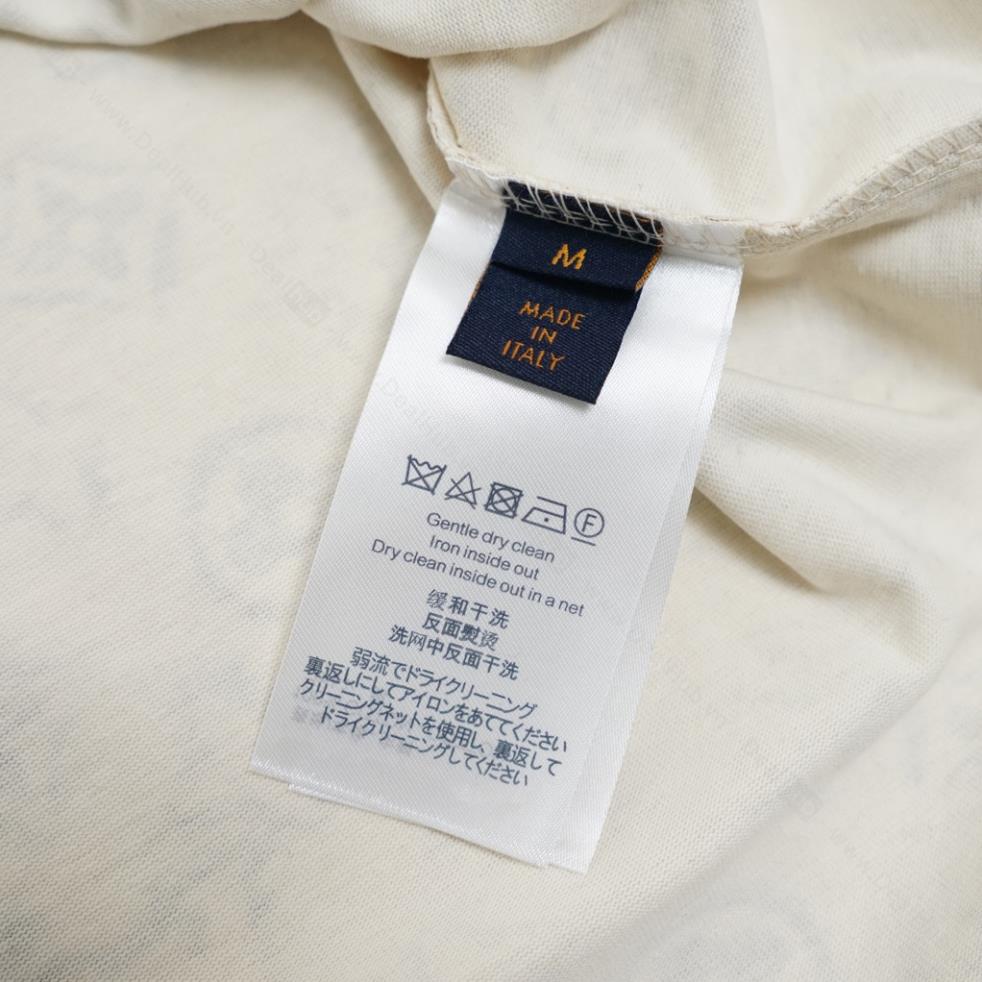 M
MADE
IN
ITALY
F
Gentle dry clean
Iron inside out
Dry clean inside out in a net
缓和干洗
反面熨烫
洗网中反面干洗
弱流でドライクリーニング
裏返しにしてアイロンをあててください
クリーニングネットを使用し、裏返して
ドライクリーニングしてください